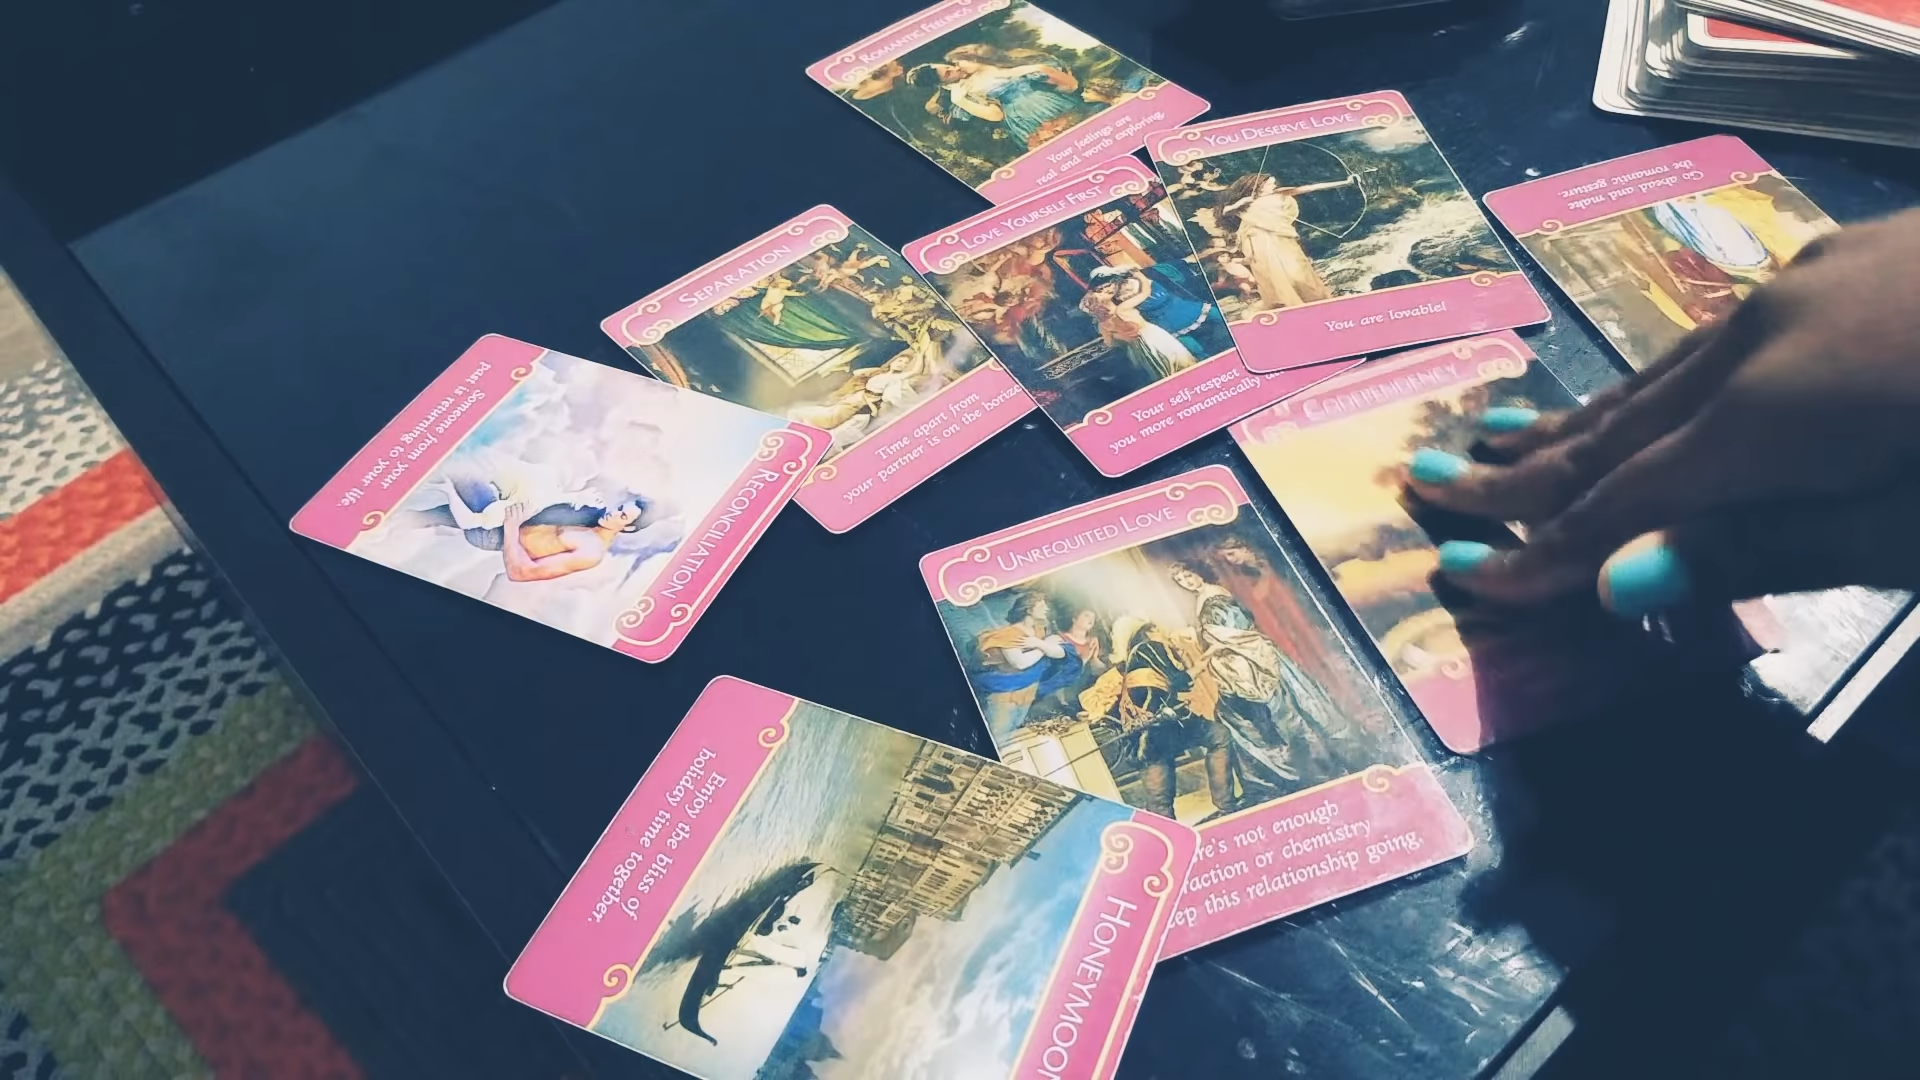 ROMANTIC FEELINGS
Your feelings are
real and worth exploring.
YOU DESERVE LOVE
You are lovable!
Go ahead and make
the romantic gesture.
LOVE YOURSELF FIRST
Your self-respect
you more romantically
SEPARATION
Time apart from
your partner is on the
RECONCILIATION
Someone from your
past is returning to your life.
CODEPENDENCY
UNREQUITED LOVE
not enough
or chemistry
this relationship going.
HONEYMOON
Enjoy the bliss of
holiday time together.